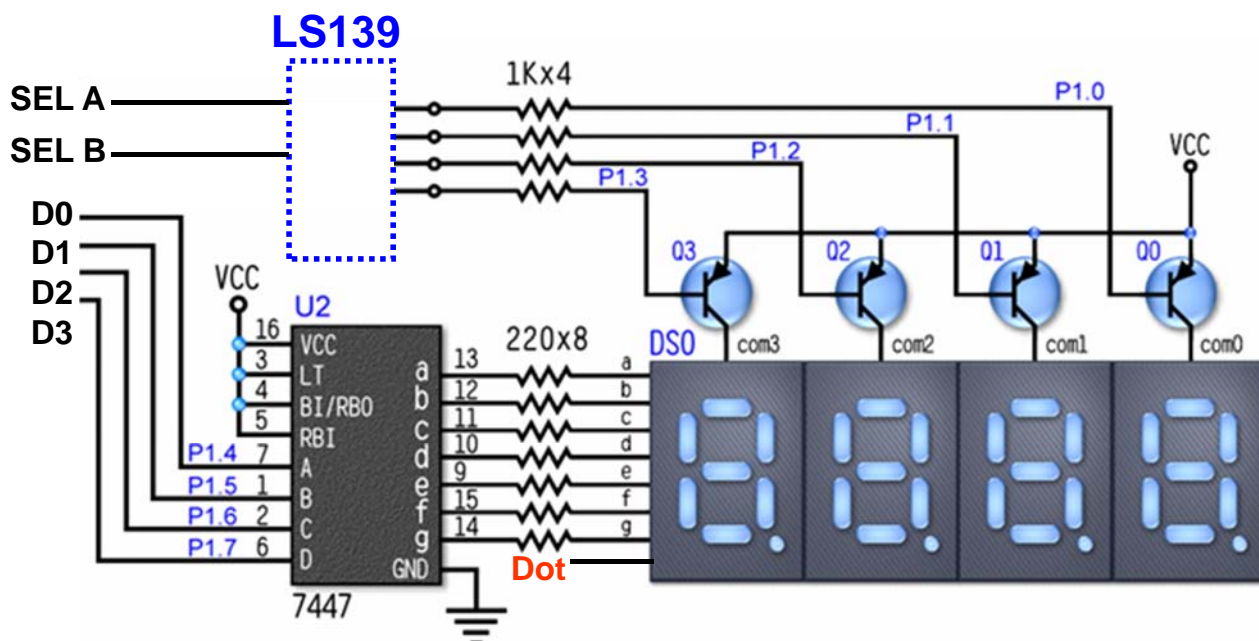 LS139
1Kx4
SEL A
P1.0
P1.1
SEL B
P1.2
VCC
P1.3
D0
D1
D2
D3
Q3
Q2
Q1
Q0
VCC
U2
16
VCC
220x8
DS0
com3
com2
com1
com0
3
LT
a
13
a
4
BI/RBO
b
12
b
5
RBI
c
11
c
P1.4
7
A
d
10
d
P1.5
1
B
e
9
e
P1.6
2
C
f
15
f
P1.7
6
D
g
14
g
GND
Dot
7447